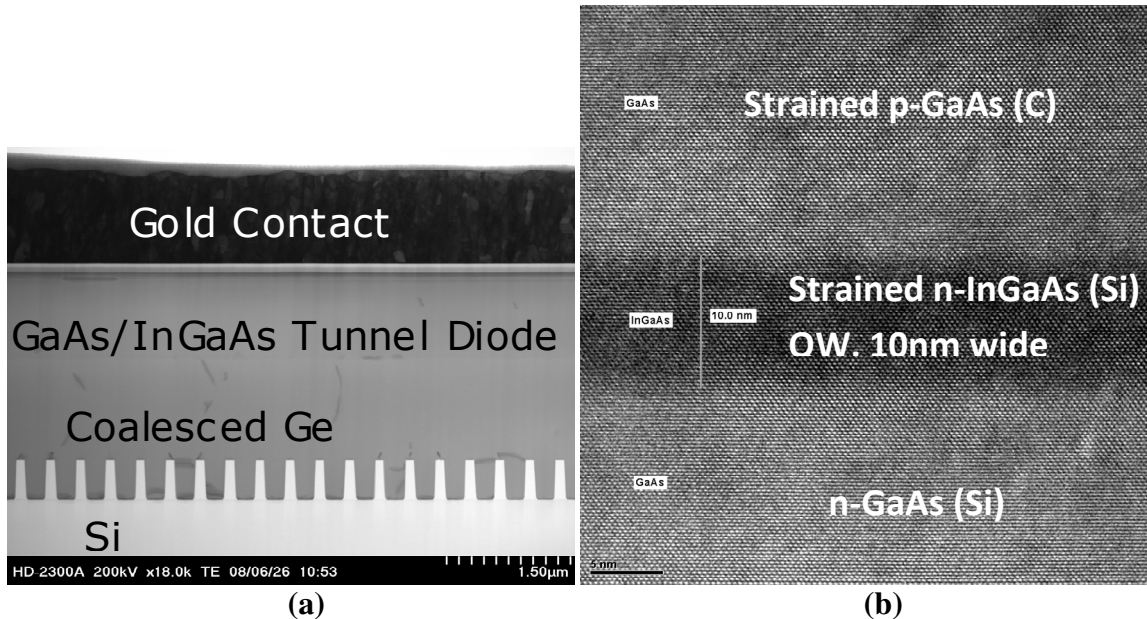 Gold Contact
GaAs/InGaAs Tunnel Diode
Coalesced Ge
Si
HD-2300A 200kV x18.0k TE 08/06/26 10:53
1.50µm
(a)
GaAs
Strained p-GaAs (C)
Strained n-InGaAs (Si)
InGaAs
10.0 nm
QW. 10nm wide
GaAs
n-GaAs (Si)
5 nm
(b)